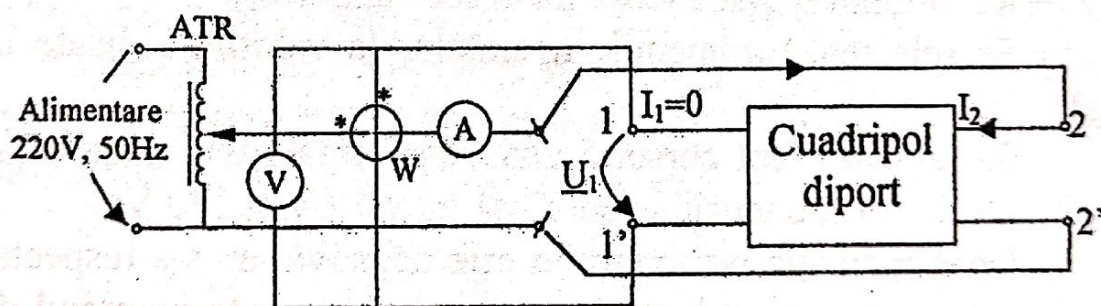 ATR
Alimentare
220V, 50Hz
*
*
W
V
A
1
I₁=0
U₁
1'
Cuadripol
diport
I₂
2
2'